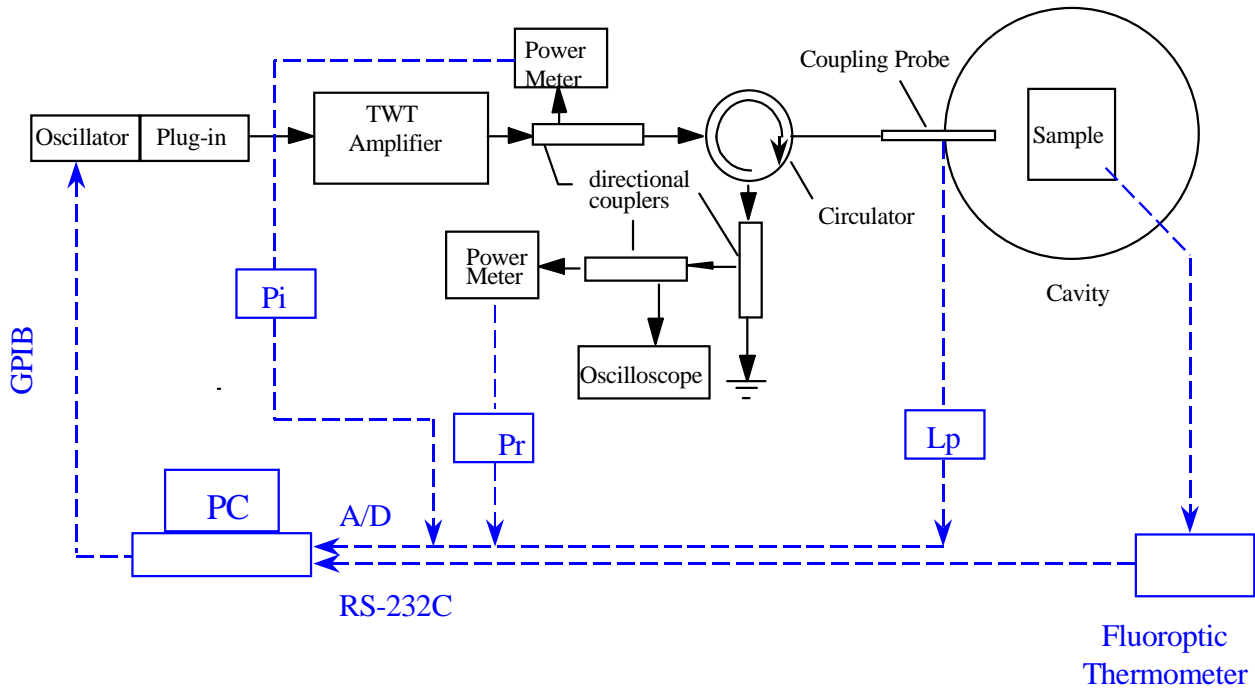 Power
Meter
Coupling Probe
TWT
Amplifier
Oscillator
Plug-in
Sample
directional
couplers
Circulator
Power
Meter
Pi
Cavity
GPIB
Oscilloscope
Pr
Lp
PC
A/D
RS-232C
Fluoroptic
Thermometer